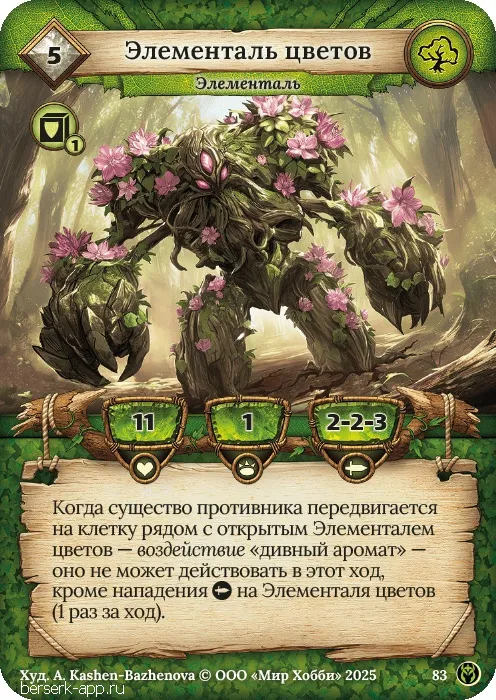 5
Элементаль цветов
Элементаль
1
11
1
2-2-3
Когда существо противника передвигается
на клетку рядом с открытым Элементалем
цветов — воздействие «дивный аромат» —
оно не может действовать в этот ход,
кроме нападения на Элементаля цветов
(1 раз за ход).
Худ. A. Kashen-Bazhenova © ООО «Мир Хобби» 2025 83
berserk-app.ru